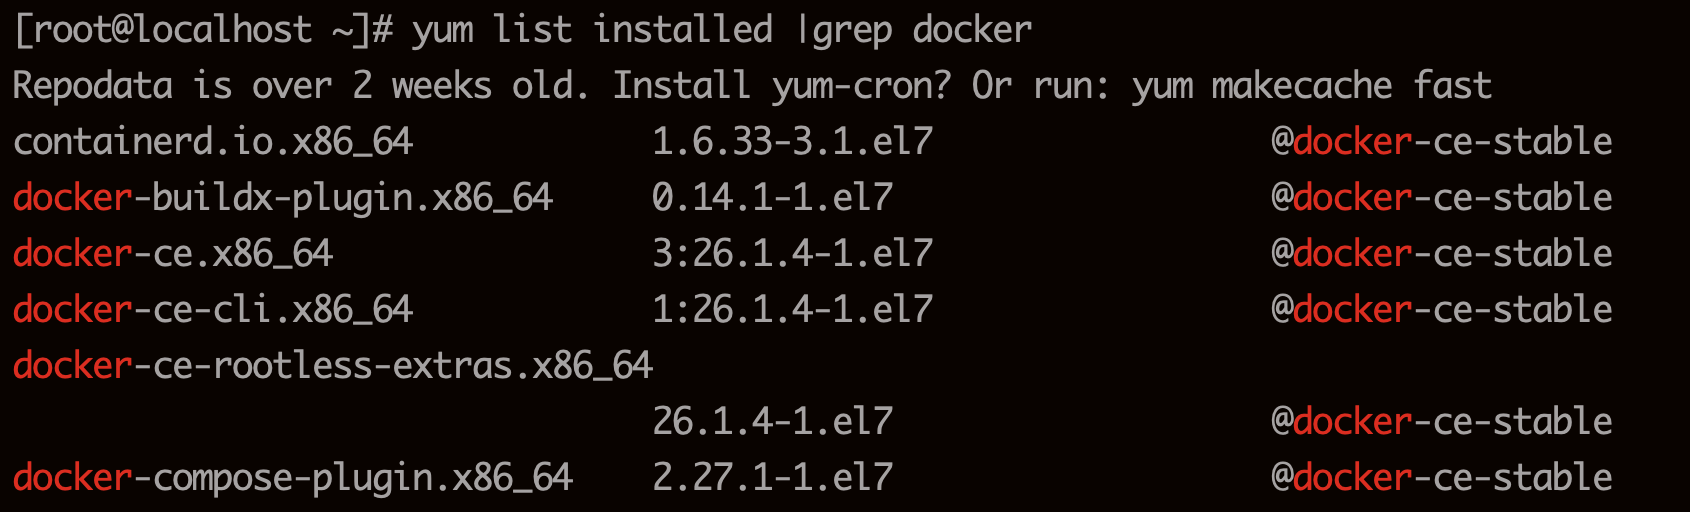 [root@localhost ~]# yum list installed |grep docker
Repodata is over 2 weeks old. Install yum-cron? Or run: yum makecache fast
containerd.io.x86_64            1.6.33-3.1.el7                 @docker-ce-stable
docker-buildx-plugin.x86_64     0.14.1-1.el7                   @docker-ce-stable
docker-ce.x86_64                3:26.1.4-1.el7                 @docker-ce-stable
docker-ce-cli.x86_64            1:26.1.4-1.el7                 @docker-ce-stable
docker-ce-rootless-extras.x86_64
                                26.1.4-1.el7                   @docker-ce-stable
docker-compose-plugin.x86_64    2.27.1-1.el7                   @docker-ce-stable